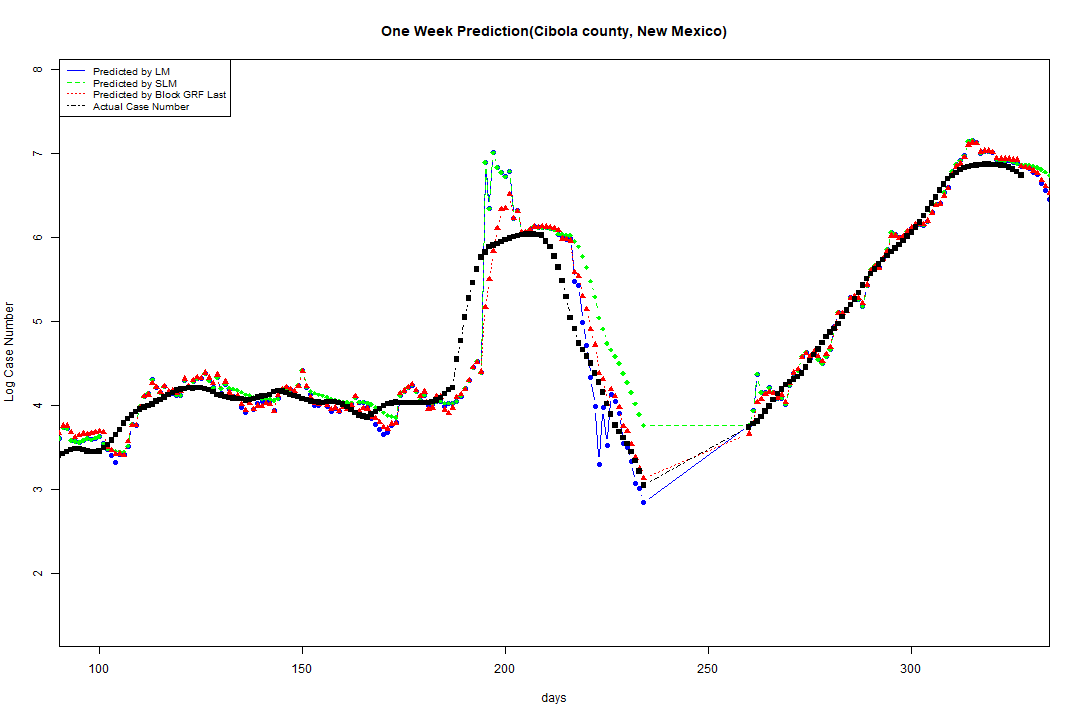 One Week Prediction(Cibola county, New Mexico)
Predicted by LM
Predicted by SLM
Predicted by Block GRF Last
Actual Case Number
8
7
6
5
4
3
2
Log Case Number
100 150 200 250 300
days